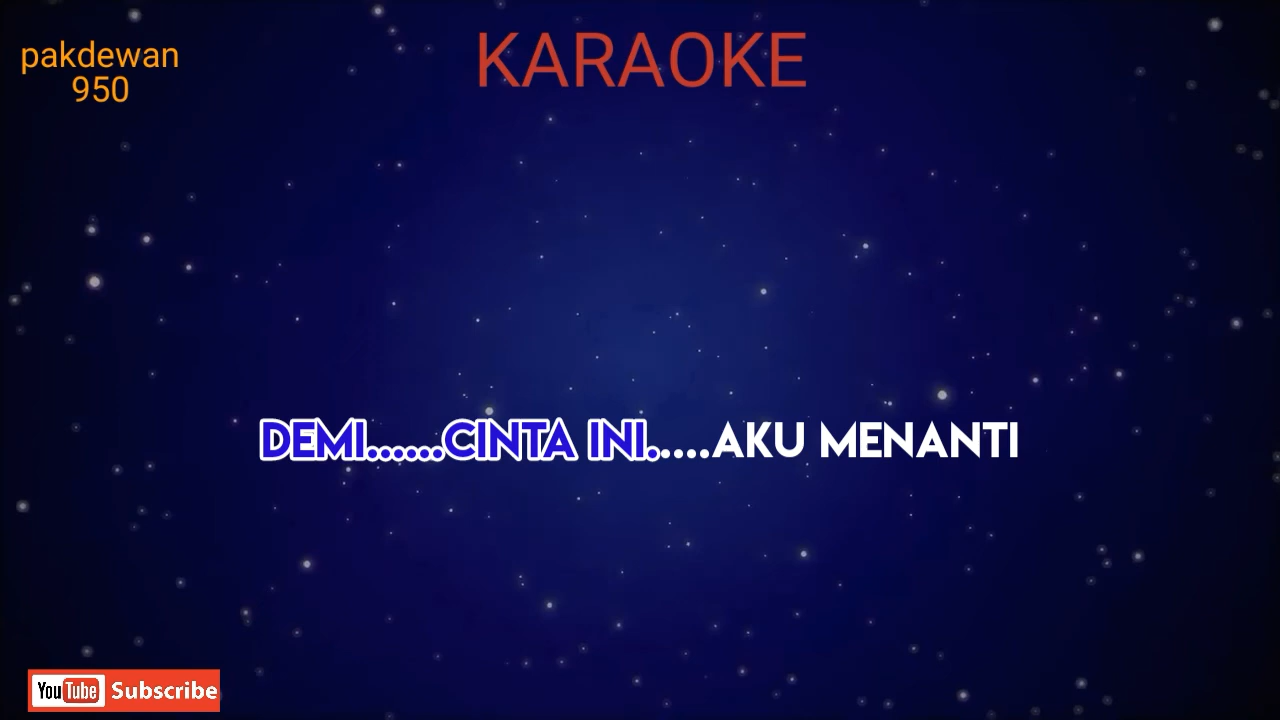 pakdewan
950
KARAOKE
DEMI......CINTA INI.....AKU MENANTI
YouTube Subscribe